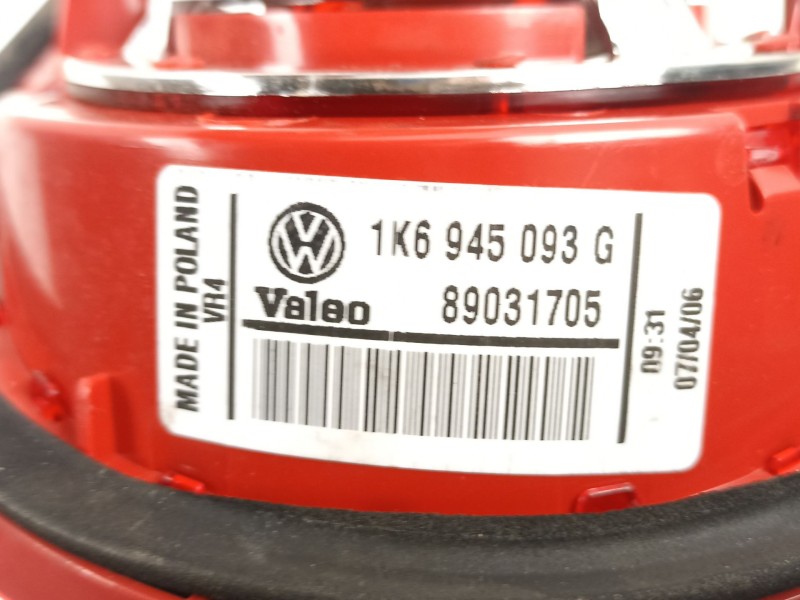 MADE IN POLAND
VR4
1K6 945 093 G
Valeo
89031705
09:31
07/04/06